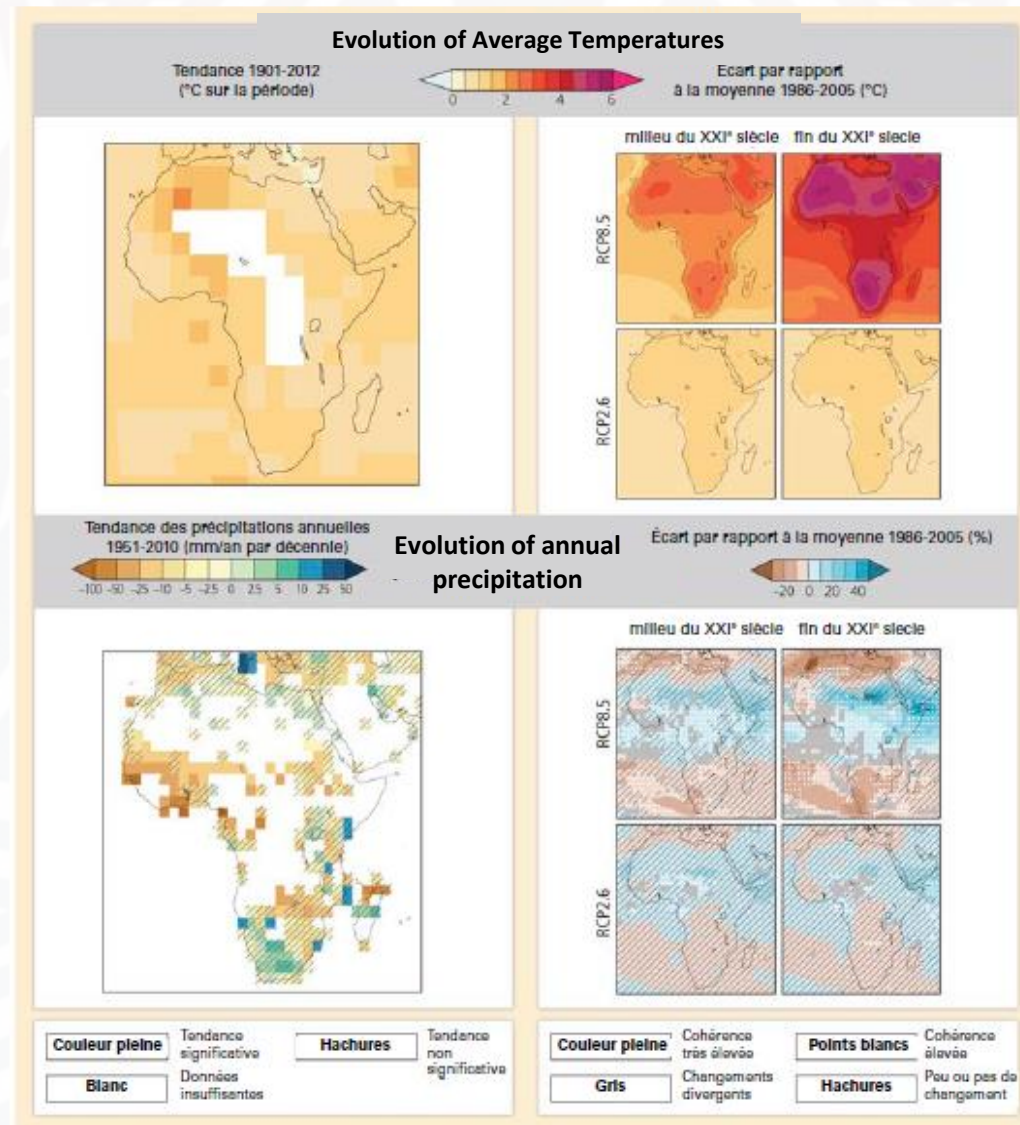 Evolution of Average Temperatures
Tendance 1901-2012
(°C sur la période)
0 2 4 6
Ecart par rapport
à la moyenne 1986-2005 (°C)
milieu du XXIᵉ siècle fin du XXIᵉ siecle
RCP8.5
RCP2.6
Tendance des précipitations annuelles
1951-2010 (mm/an par décennie)
-100 -50 -25 -10 -5 -25 0 2.5 5 10 25 50
Evolution of annual
precipitation
Écart par rapport à la moyenne 1986-2005 (%)
-20 0 20 40
milieu du XXIᵉ siècle fin du XXIᵉ siecle
RCP8.5
RCP2.6
Couleur pleine
Tendance
significative
Hachures
Tendance
non
significative
Blanc
Données
insuffisantes
Couleur pleine
Cohérence
très élevée
Points blancs
Cohérence
élevée
Gris
Changements
divergents
Hachures
Peu ou pas de
changement